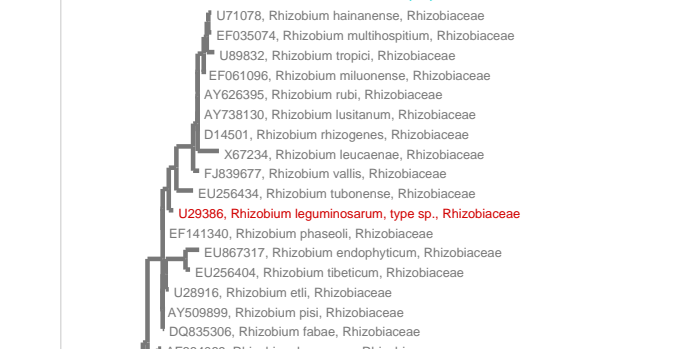 U71078, Rhizobium hainanense, Rhizobiaceae
EF035074, Rhizobium multihospitium, Rhizobiaceae
U89832, Rhizobium tropici, Rhizobiaceae
EF061096, Rhizobium miluonense, Rhizobiaceae
AY626395, Rhizobium rubi, Rhizobiaceae
AY738130, Rhizobium lusitanum, Rhizobiaceae
D14501, Rhizobium rhizogenes, Rhizobiaceae
X67234, Rhizobium leucaenae, Rhizobiaceae
FJ839677, Rhizobium vallis, Rhizobiaceae
EU256434, Rhizobium tubonense, Rhizobiaceae
U29386, Rhizobium leguminosarum, type sp., Rhizobiaceae
EF141340, Rhizobium phaseoli, Rhizobiaceae
EU867317, Rhizobium endophyticum, Rhizobiaceae
EU256404, Rhizobium tibeticum, Rhizobiaceae
U28916, Rhizobium etli, Rhizobiaceae
AY509899, Rhizobium pisi, Rhizobiaceae
DQ835306, Rhizobium fabae, Rhizobiaceae